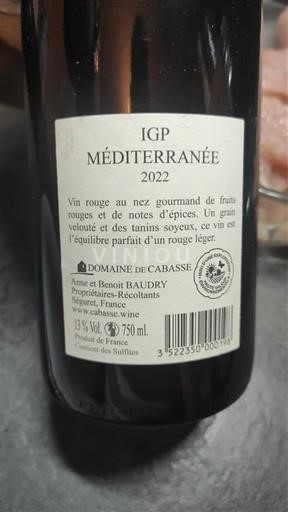 IGP
MÉDITERRANÉE
2022
Vin rouge au nez gourmand de fruits
rouges et de notes d'épices. Un grain
velouté et des tanins soyeux, ce vin est
l'équilibre parfait d'un rouge léger.
VINIOU
DOMAINE DE CABASSE
Anne et Benoit BAUDRY
Propriétaires-Récoltants
Séguret, France
www.cabasse.wine
13 % Vol. 750 ml.
Produit de France
Contient des Sulfites
3 522350 000198